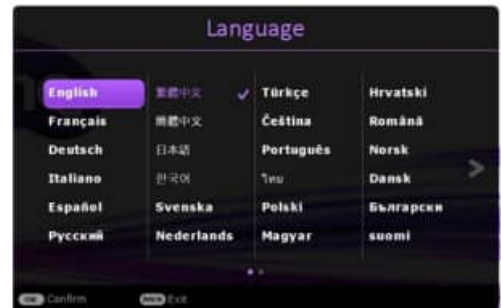 Language
English
繁體中文
Türkçe
Hrvatski
Français
簡體中文
Čeština
Română
Deutsch
日本語
Português
Norsk
Italiano
한국어
ไทย
Dansk
Español
Svenska
Polski
Български
Русский
Nederlands
Magyar
suomi
OK Confirm
BACK Exit